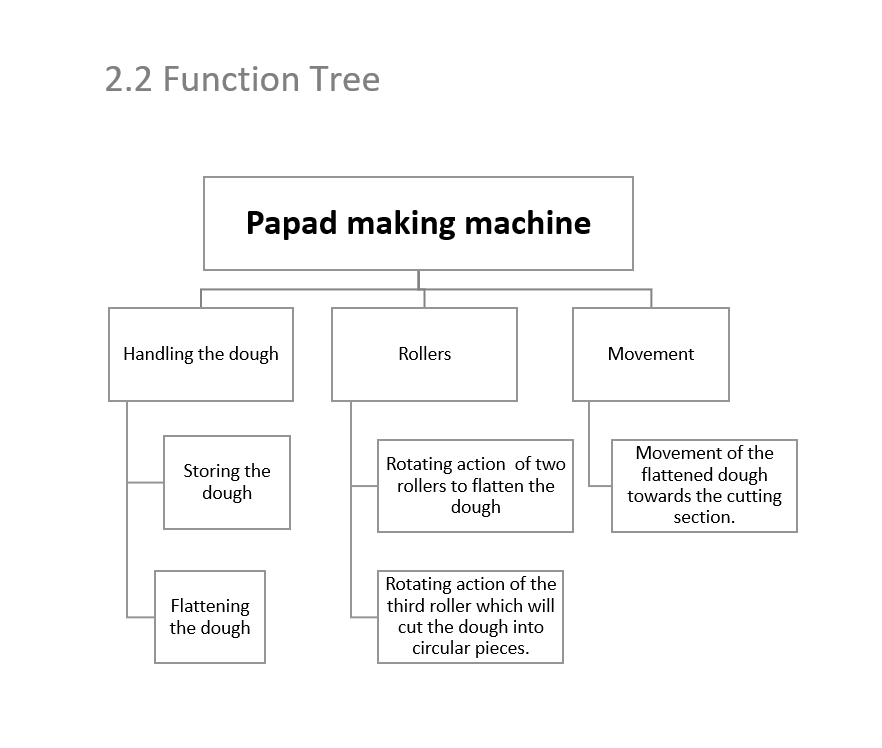 2.2 Function Tree
Papad making machine
Handling the dough
Rollers
Movement
Storing the
dough
Rotating action  of two
rollers to flatten the
dough
Movement of the
flattened dough
towards the cutting
section.
Flattening
the dough
Rotating action of the
third roller which will
cut the dough into
circular pieces.